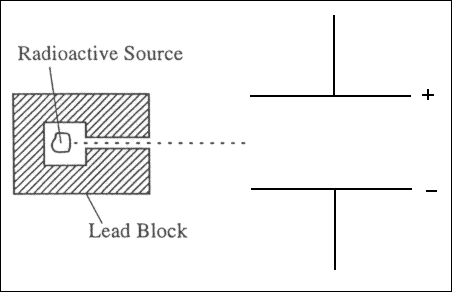 Radioactive Source
+
−
Lead Block